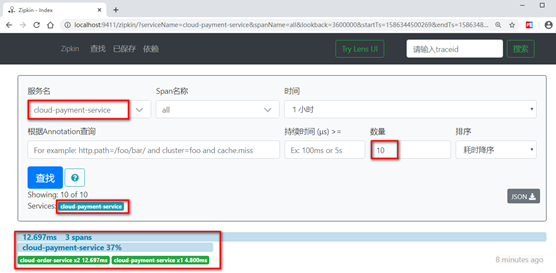 Zipkin - Index
localhost:9411/zipkin/?serviceName=cloud-payment-service&spanName=all&lookback=3600000&startTs=1586344500269&endTs=15863481
Zipkin 查找 已保存 依赖 Try Lens UI 请输入traceid 搜索
服务名 Span名称 时间
cloud-payment-service all 1 小时
根据Annotation查询 持续时间 (μs) >= 数量 排序
For example: http.path=/foo/bar/ and cluster=foo and cache.miss Ex: 100ms or 5s 10 耗时降序
查找 ?
Showing: 10 of 10
Services: cloud-payment-service JSON
12.697ms 3 spans
cloud-payment-service 37%
cloud-order-service x2 12.697ms cloud-payment-service x1 4.800ms 8 minutes ago